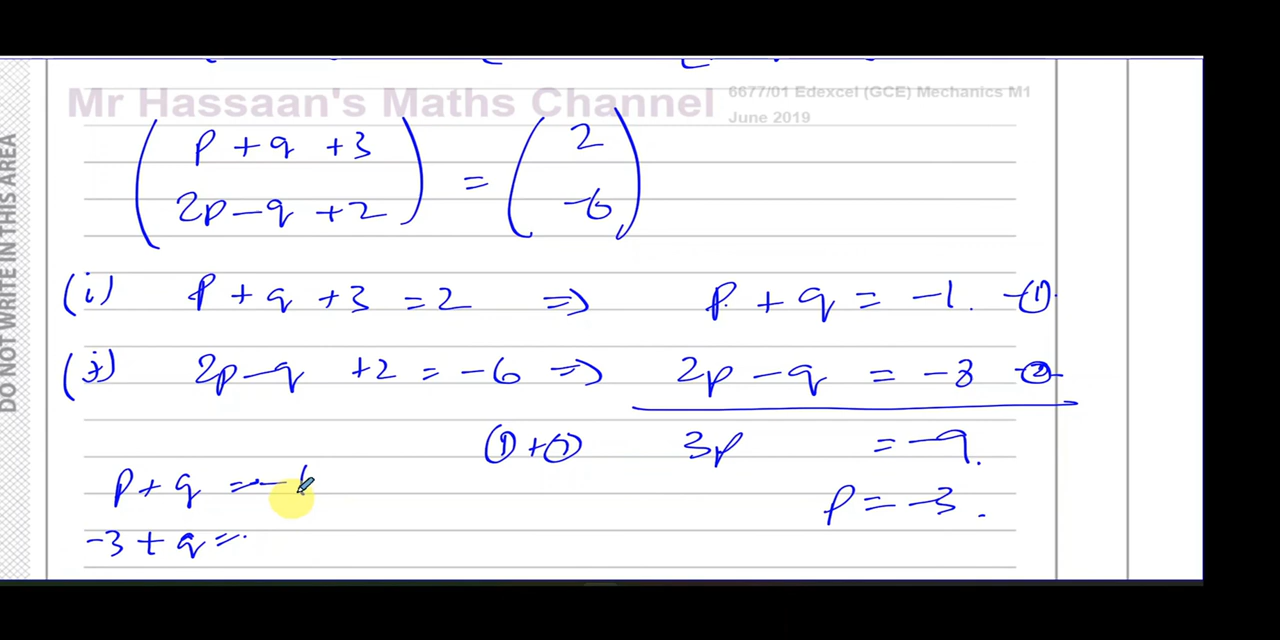 Mr Hassaan's Maths Channel
6677/01 Edexcel (GCE) Mechanics M1
June 2019
DO NOT WRITE IN THIS AREA
( p + q + 3 ) = ( 2 )
( 2p - q + 2 ) ( -6 )
(i) p + q + 3 = 2 => p + q = -1. -①
(j) 2p - q + 2 = -6 => 2p - q = -8 -②
① + ② 3p = -9.
p + q = -1
p = -3.
-3 + q =